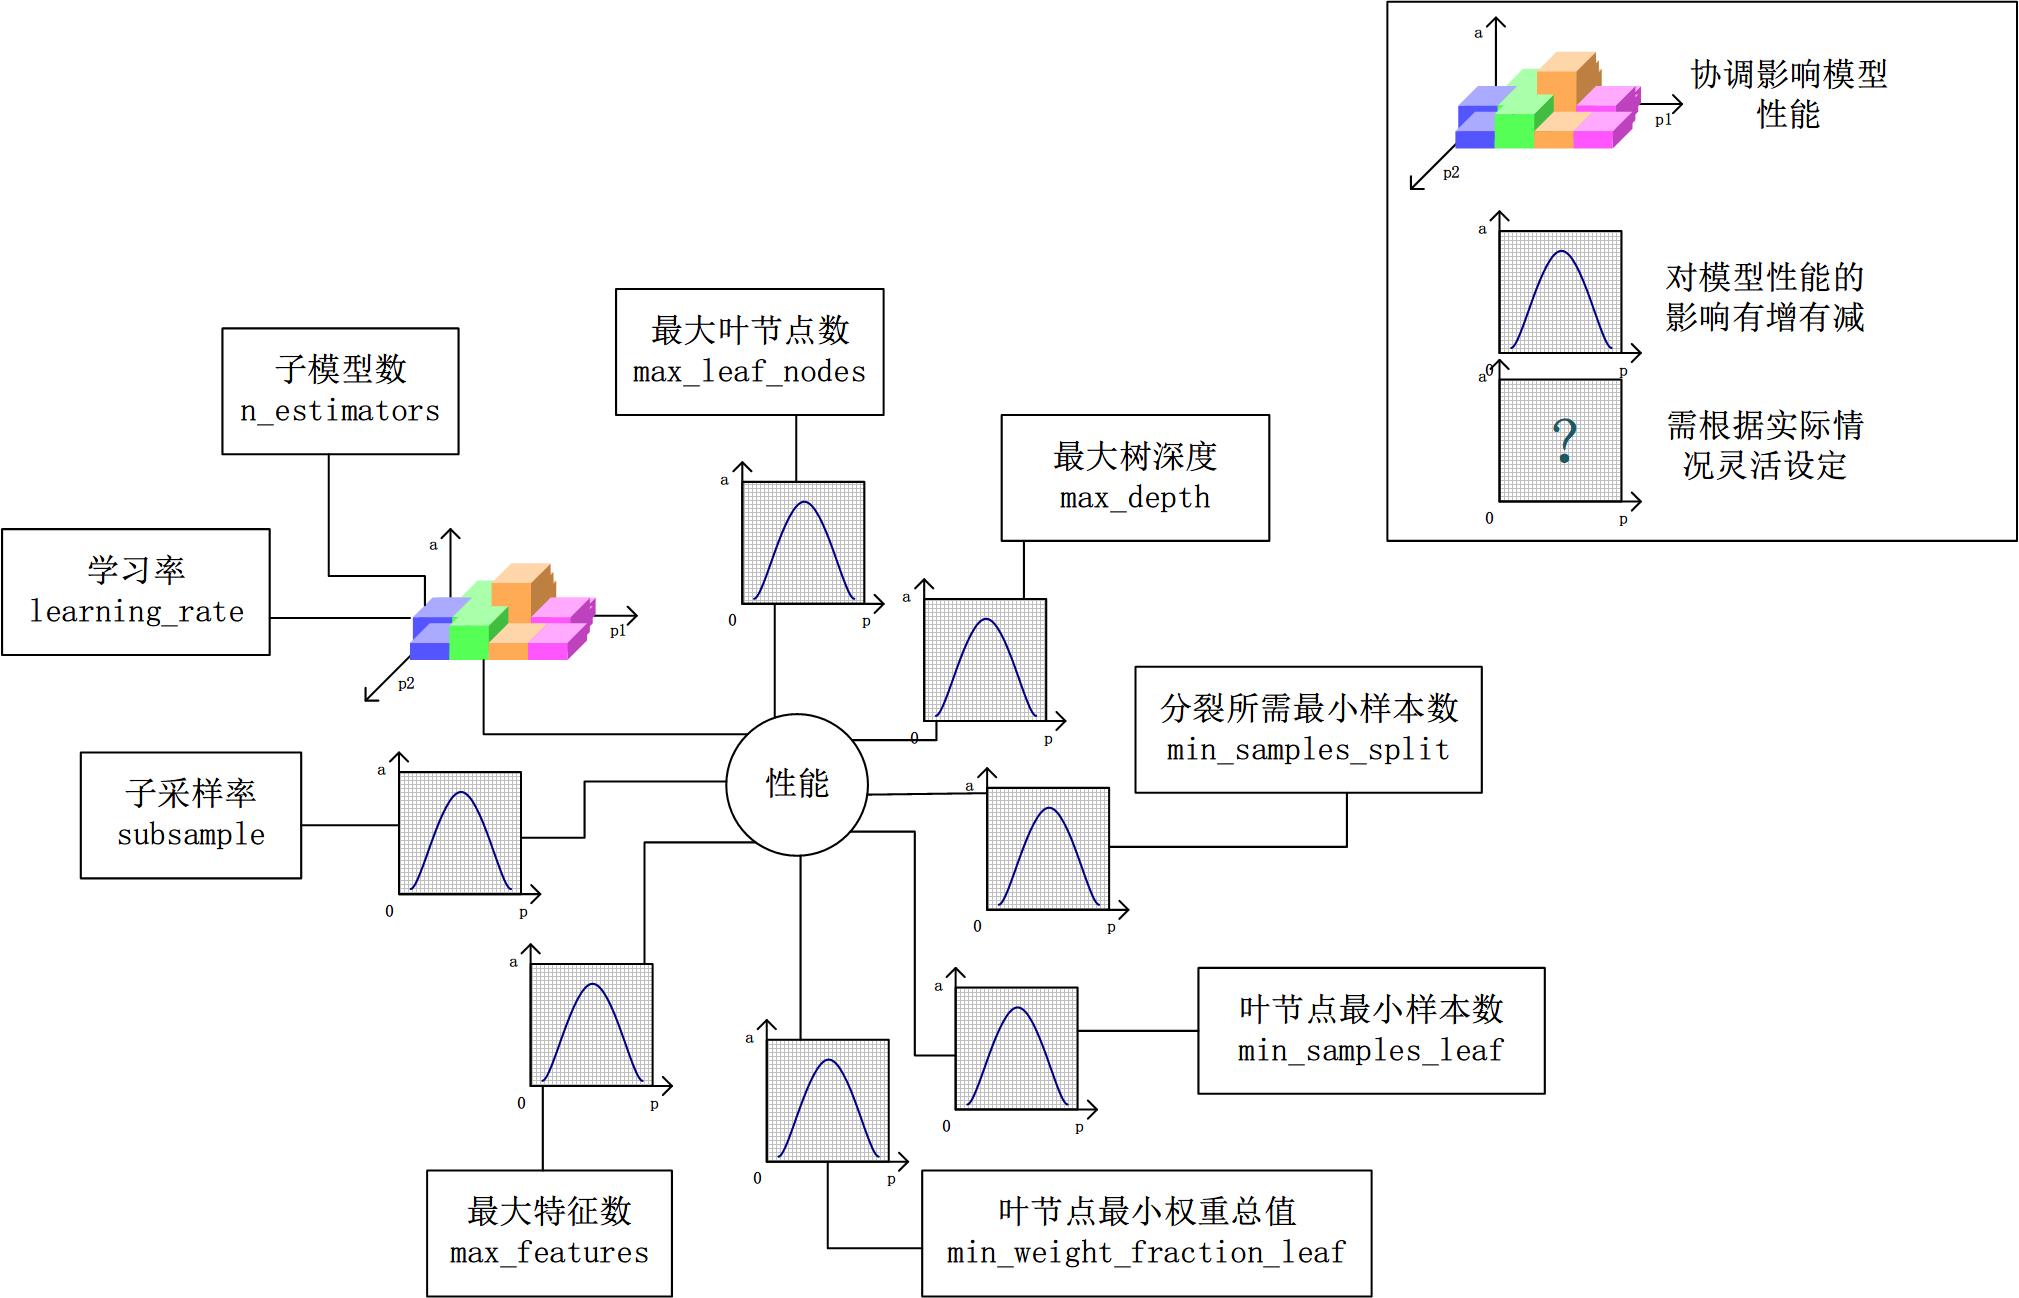 a
p1
p2
协调影响模型
性能
a
0
p
对模型性能的
影响有增有减
a
0
p
?
需根据实际情
况灵活设定
最大叶节点数
max_leaf_nodes
子模型数
n_estimators
最大树深度
max_depth
学习率
learning_rate
a
p1
p2
a
0
p
a
0
p
分裂所需最小样本数
min_samples_split
子采样率
subsample
a
0
p
性能
a
0
p
a
0
p
a
0
p
叶节点最小样本数
min_samples_leaf
a
0
p
最大特征数
max_features
叶节点最小权重总值
min_weight_fraction_leaf